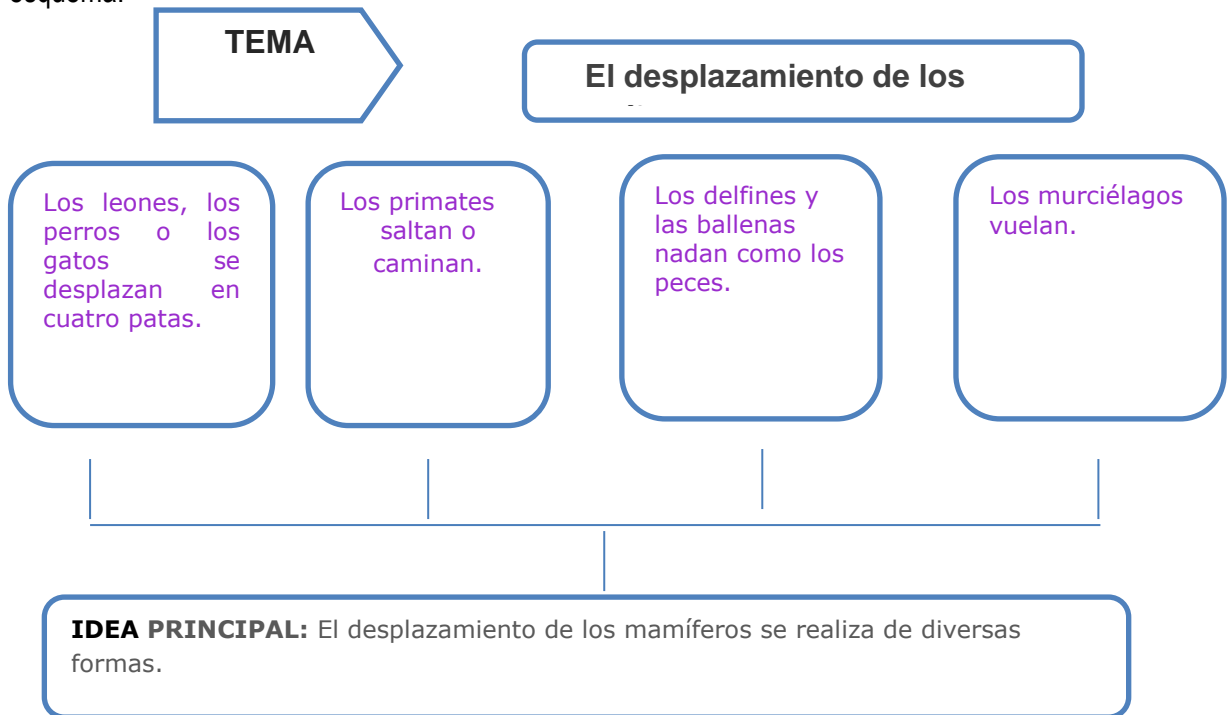 TEMA
El desplazamiento de los
Los leones, los
perros o los
gatos se
desplazan en
cuatro patas.
Los primates
saltan o
caminan.
Los delfines y
las ballenas
nadan como los
peces.
Los murciélagos
vuelan.
IDEA PRINCIPAL: El desplazamiento de los mamíferos se realiza de diversas
formas.